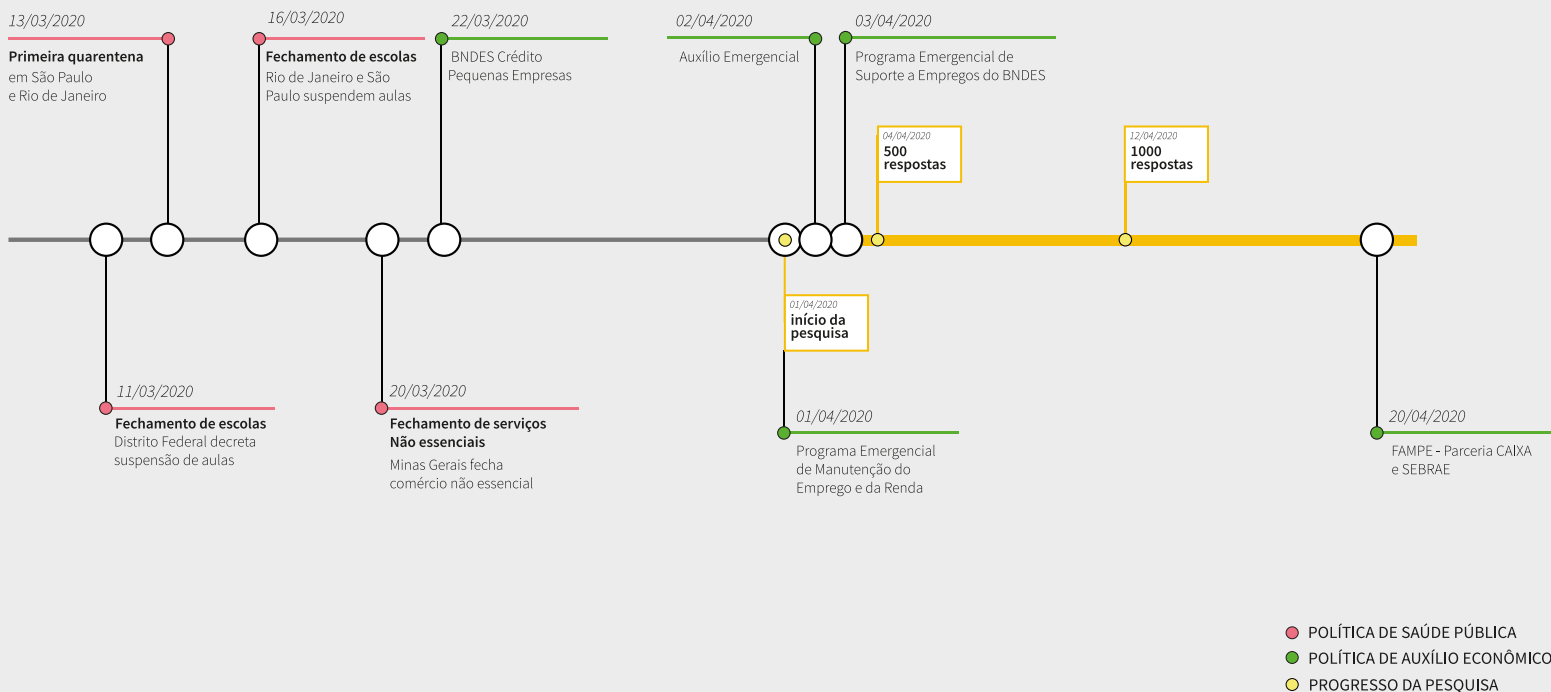 13/03/2020
Primeira quarentena
em São Paulo
e Rio de Janeiro
16/03/2020
Fechamento de escolas
Rio de Janeiro e São
Paulo suspendem aulas
22/03/2020
BNDES Crédito
Pequenas Empresas
02/04/2020
Auxílio Emergencial
03/04/2020
Programa Emergencial de
Suporte a Empregos do BNDES
04/04/2020
500
respostas
12/04/2020
1000
respostas
01/04/2020
início da
pesquisa
11/03/2020
Fechamento de escolas
Distrito Federal decreta
suspensão de aulas
20/03/2020
Fechamento de serviços
Não essenciais
Minas Gerais fecha
comércio não essencial
01/04/2020
Programa Emergencial
de Manutenção do
Emprego e da Renda
20/04/2020
FAMPE - Parceria CAIXA
e SEBRAE
POLÍTICA DE SAÚDE PÚBLICA
POLÍTICA DE AUXÍLIO ECONÔMICO
PROGRESSO DA PESQUISA